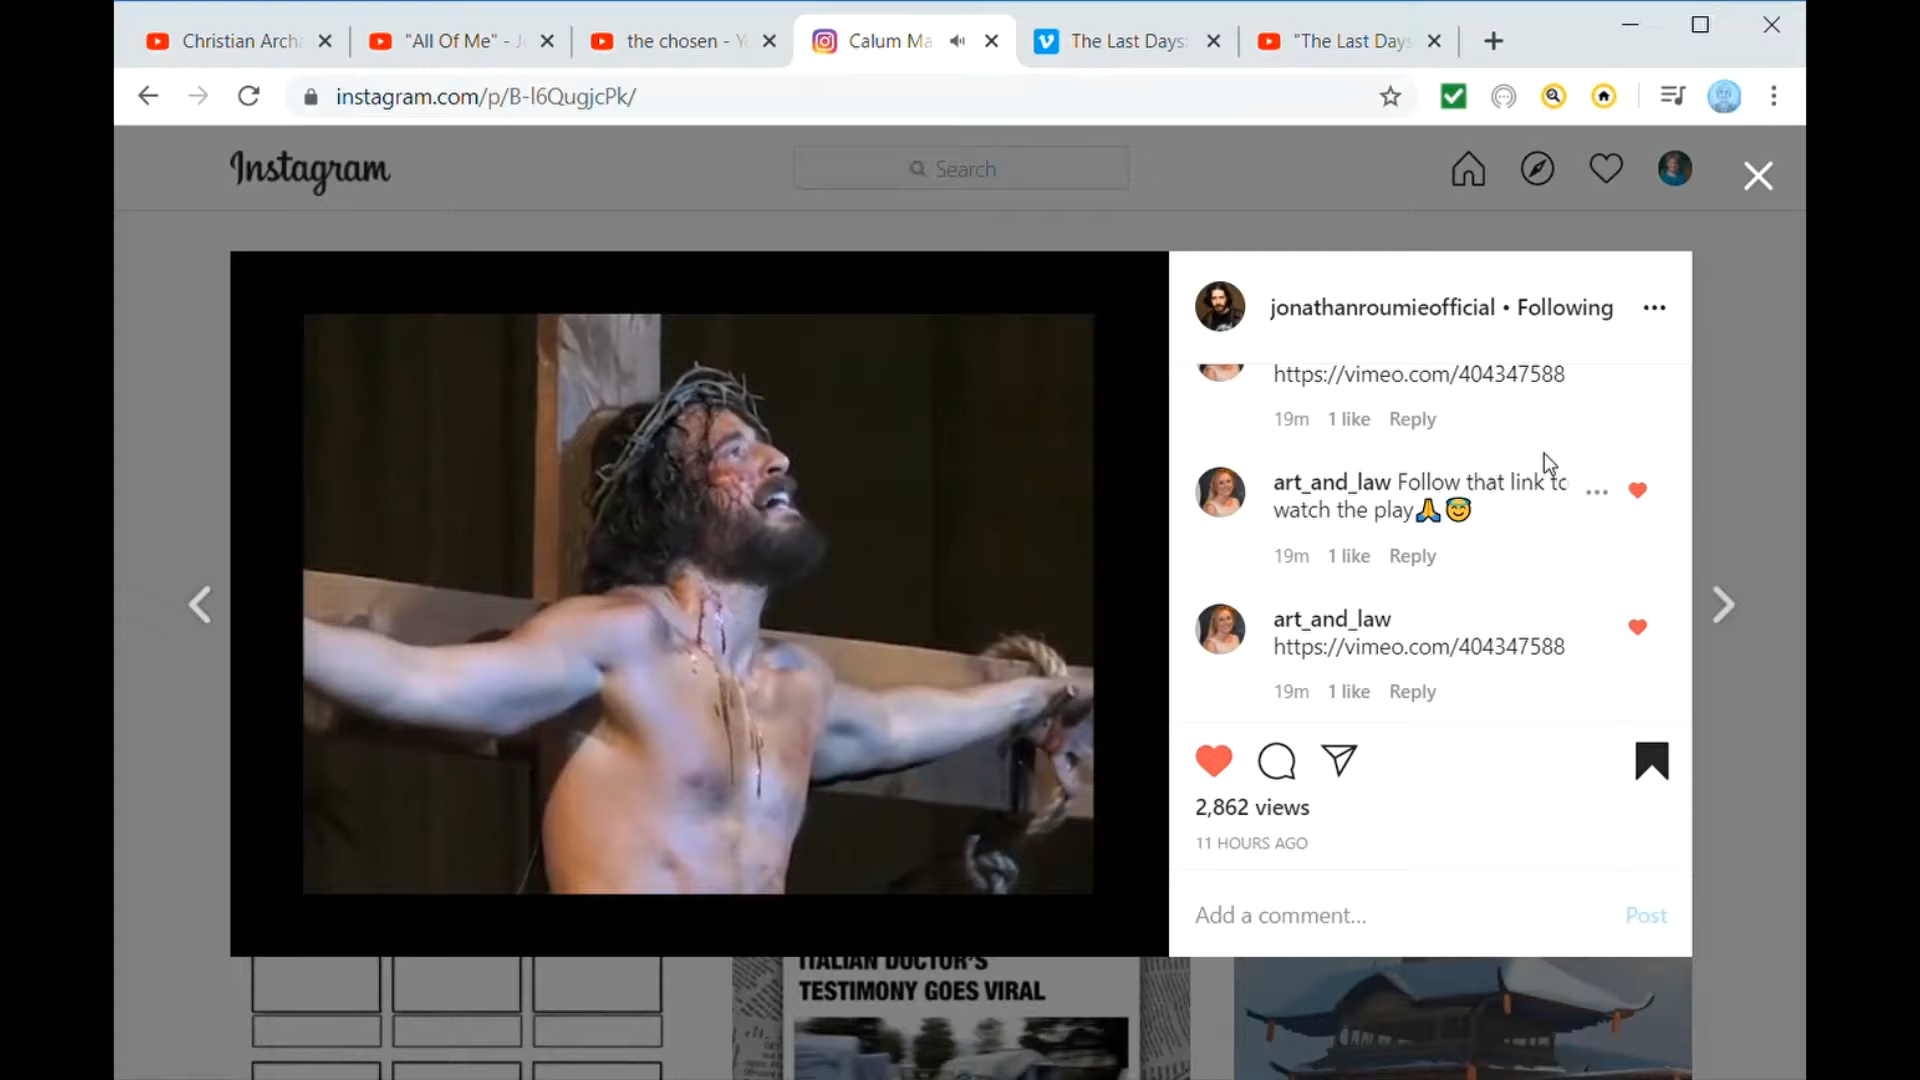 Christian Arch
"All Of Me" - J
the chosen - Y
Calum Ma
The Last Days
"The Last Day
instagram.com/p/B-l6QugjcPk/
Instagram
Search
jonathanroumieofficial • Following
https://vimeo.com/404347588
19m 1 like Reply
art_and_law Follow that link to
watch the play🙏😇
19m 1 like Reply
art_and_law
https://vimeo.com/404347588
19m 1 like Reply
2,862 views
11 HOURS AGO
Add a comment... Post
ITALIAN DOCTOR'S
TESTIMONY GOES VIRAL